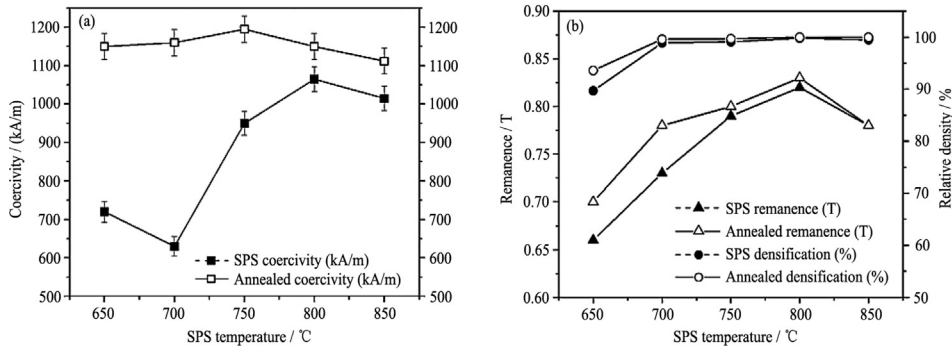 (a)
1200
1100
1000
900
800
700
600
500
Coercivity / (kA/m)
1200
1100
1000
900
800
700
600
500
SPS coercivity (kA/m)
Annealed coercivity (kA/m)
650 700 750 800 850
SPS temperature / ℃
(b)
0.90
0.85
0.80
0.75
0.70
0.65
0.60
Remanence / T
100
90
80
70
60
50
Relative density / %
SPS remanence (T)
Annealed remanence (T)
SPS densification (%)
Annealed densification (%)
650 700 750 800 850
SPS temperature / ℃